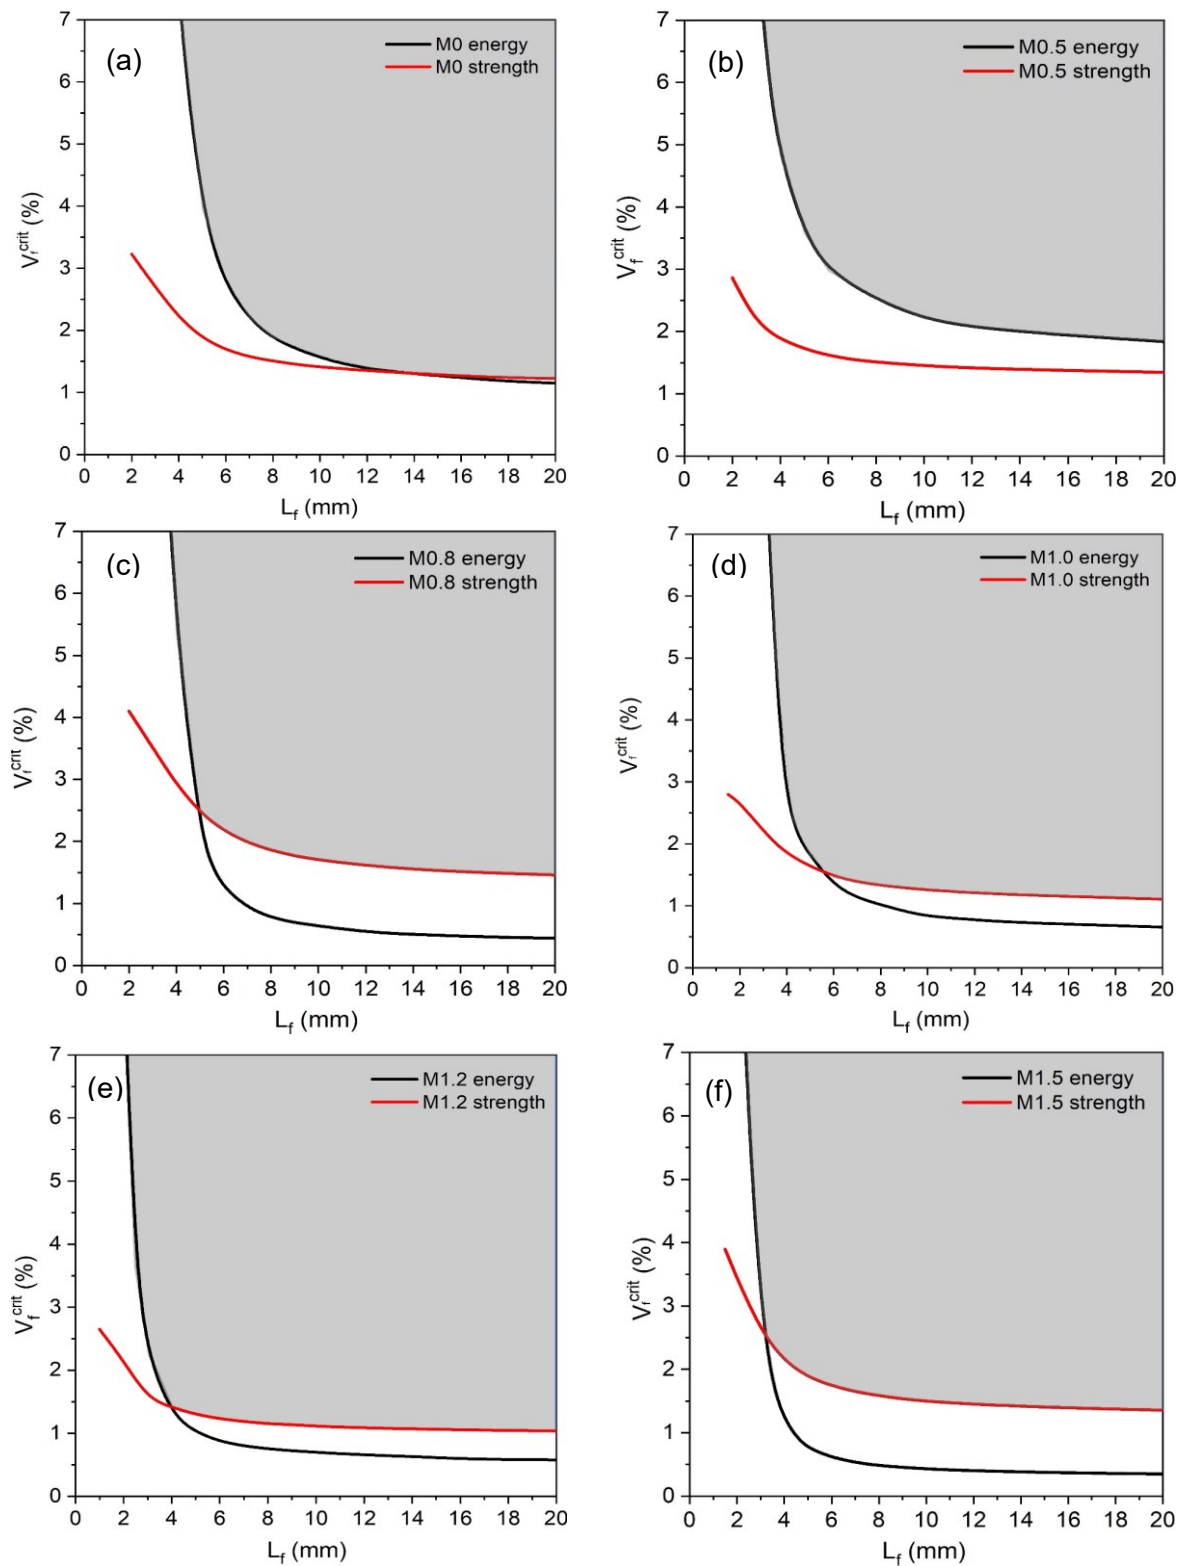 (a)
M0 energy
M0 strength
7
6
5
4
3
2
1
0
V_f^crit (%)
0 2 4 6 8 10 12 14 16 18 20
L_f (mm)
(b)
M0.5 energy
M0.5 strength
7
6
5
4
3
2
1
0
V_f^crit (%)
0 2 4 6 8 10 12 14 16 18 20
L_f (mm)
(c)
M0.8 energy
M0.8 strength
7
6
5
4
3
2
1
0
V_f^crit (%)
0 2 4 6 8 10 12 14 16 18 20
L_f (mm)
(d)
M1.0 energy
M1.0 strength
7
6
5
4
3
2
1
0
V_f^crit (%)
0 2 4 6 8 10 12 14 16 18 20
L_f (mm)
(e)
M1.2 energy
M1.2 strength
7
6
5
4
3
2
1
0
V_f^crit (%)
0 2 4 6 8 10 12 14 16 18 20
L_f (mm)
(f)
M1.5 energy
M1.5 strength
7
6
5
4
3
2
1
0
V_f^crit (%)
0 2 4 6 8 10 12 14 16 18 20
L_f (mm)